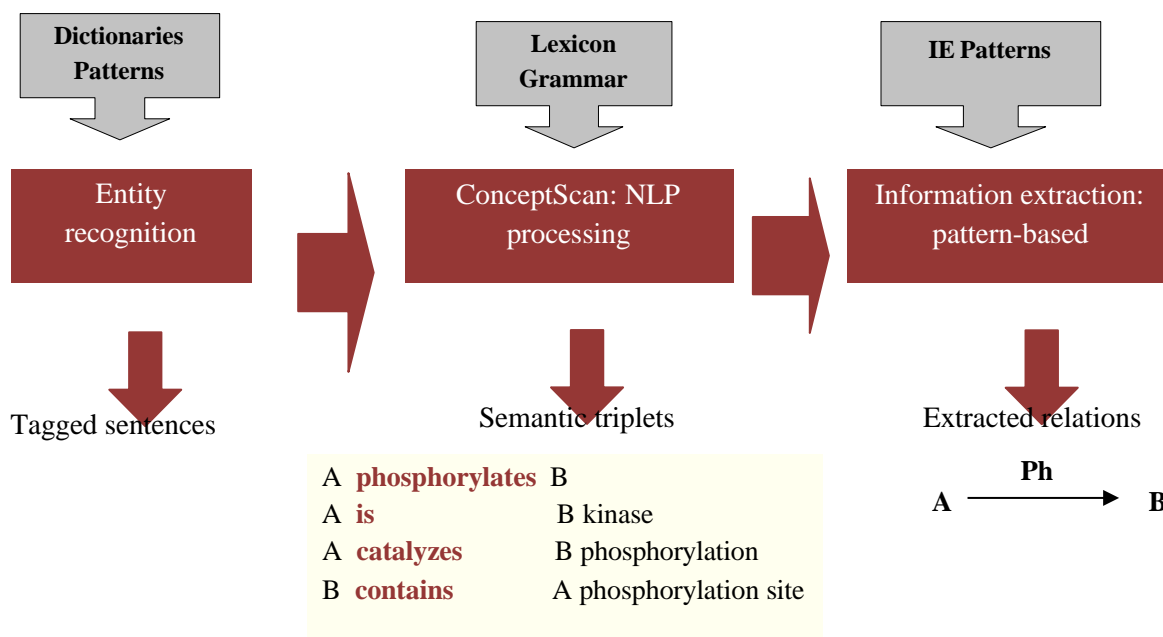 Dictionaries
Patterns
Lexicon
Grammar
IE Patterns
Entity
recognition
ConceptScan: NLP
processing
Information extraction:
pattern-based
Tagged sentences
Semantic triplets
Extracted relations
A phosphorylates B
A is B kinase
A catalyzes B phosphorylation
B contains A phosphorylation site
Ph
A B